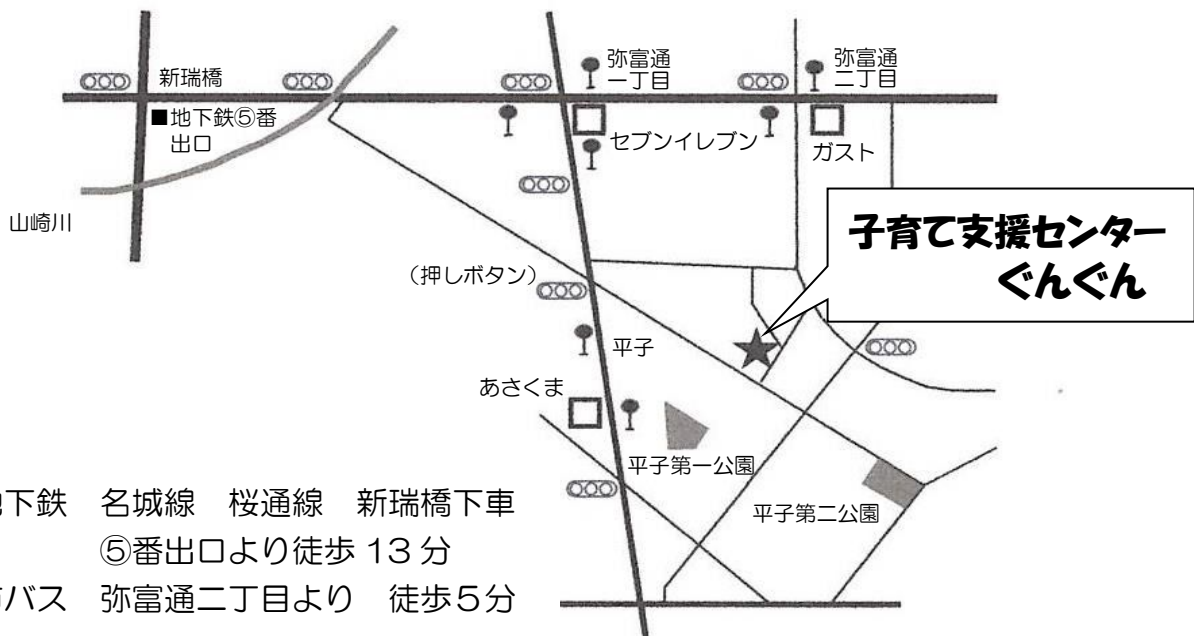 新瑞橋
弥富通
一丁目
弥富通
二丁目
■地下鉄⑤番
出口
セブンイレブン
ガスト
山崎川
子育て支援センター
ぐんぐん
（押しボタン）
平子
あさくま
平子第一公園
平子第二公園
下鉄　名城線　桜通線　新瑞橋下車
⑤番出口より徒歩 13 分
バス　弥富通二丁目より　徒歩５分